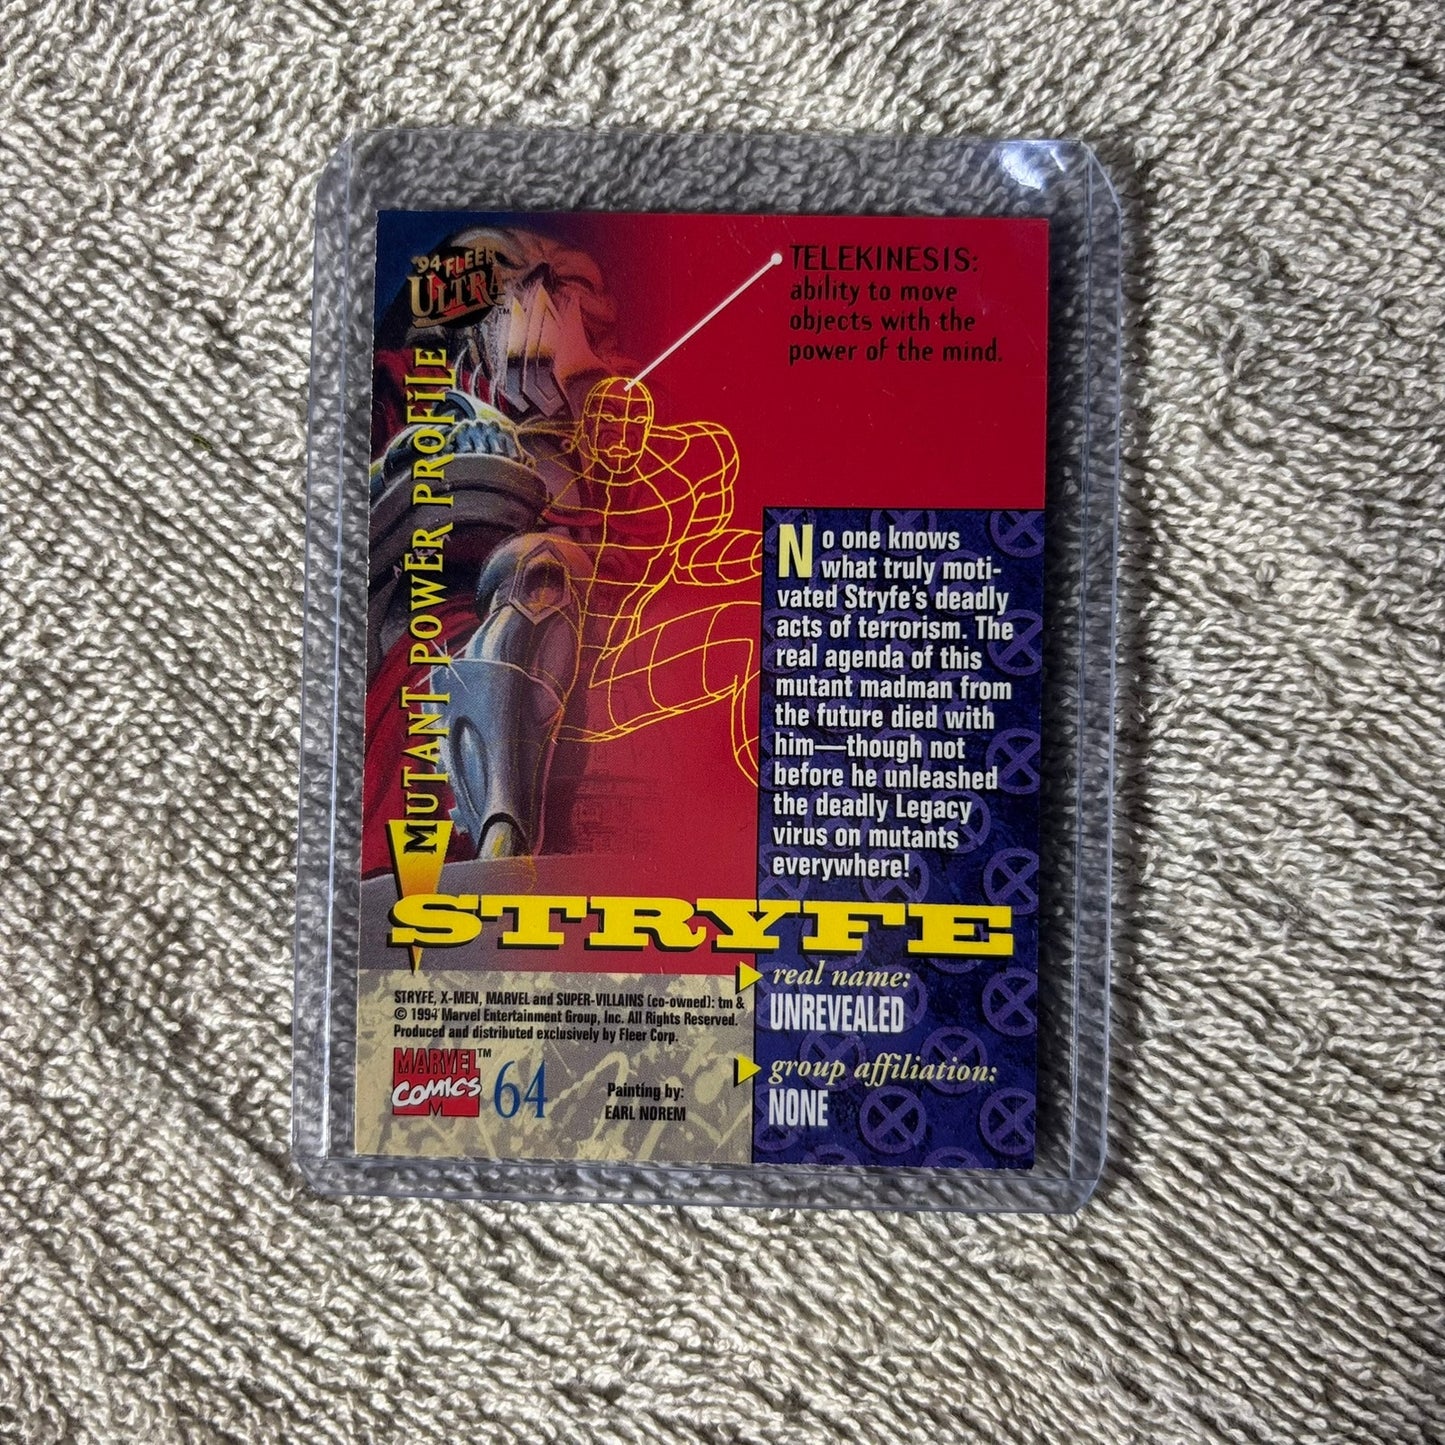 '94 FLEER
ULTRA™
TELEKINESIS:
ability to move
objects with the
power of the mind.
MUTANT POWER PROFILE
No one knows
what truly moti-
vated Stryfe's deadly
acts of terrorism. The
real agenda of this
mutant madman from
the future died with
him—though not
before he unleashed
the deadly Legacy
virus on mutants
everywhere!
STRYFE
real name:
UNREVEALED
group affiliation:
NONE
STRYFE, X-MEN, MARVEL and SUPER-VILLAINS (co-owned): tm &
© 1994 Marvel Entertainment Group, Inc. All Rights Reserved.
Produced and distributed exclusively by Fleer Corp.
MARVEL™
COMICS
M
64
Painting by:
EARL NOREM